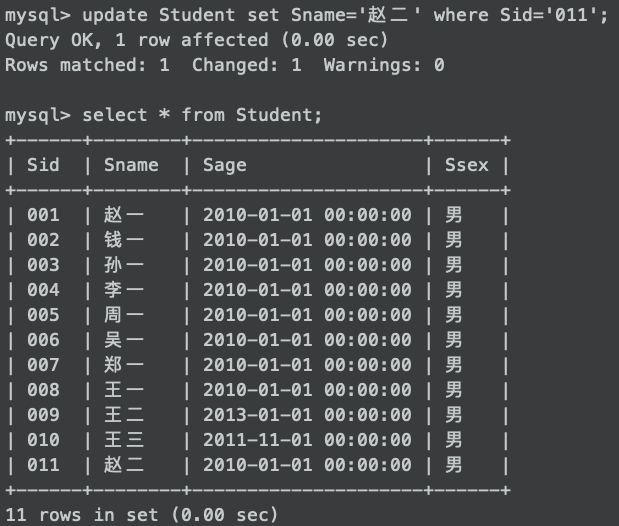 mysql> update Student set Sname='赵二' where Sid='011';
Query OK, 1 row affected (0.00 sec)
Rows matched: 1  Changed: 1  Warnings: 0
mysql> select * from Student;
+------+--------+---------------------+------+
| Sid  | Sname  | Sage                | Ssex |
+------+--------+---------------------+------+
| 001  | 赵一   | 2010-01-01 00:00:00 | 男   |
| 002  | 钱一   | 2010-01-01 00:00:00 | 男   |
| 003  | 孙一   | 2010-01-01 00:00:00 | 男   |
| 004  | 李一   | 2010-01-01 00:00:00 | 男   |
| 005  | 周一   | 2010-01-01 00:00:00 | 男   |
| 006  | 吴一   | 2010-01-01 00:00:00 | 男   |
| 007  | 郑一   | 2010-01-01 00:00:00 | 男   |
| 008  | 王一   | 2010-01-01 00:00:00 | 男   |
| 009  | 王二   | 2013-01-01 00:00:00 | 男   |
| 010  | 王三   | 2011-11-01 00:00:00 | 男   |
| 011  | 赵二   | 2010-01-01 00:00:00 | 男   |
+------+--------+---------------------+------+
11 rows in set (0.00 sec)